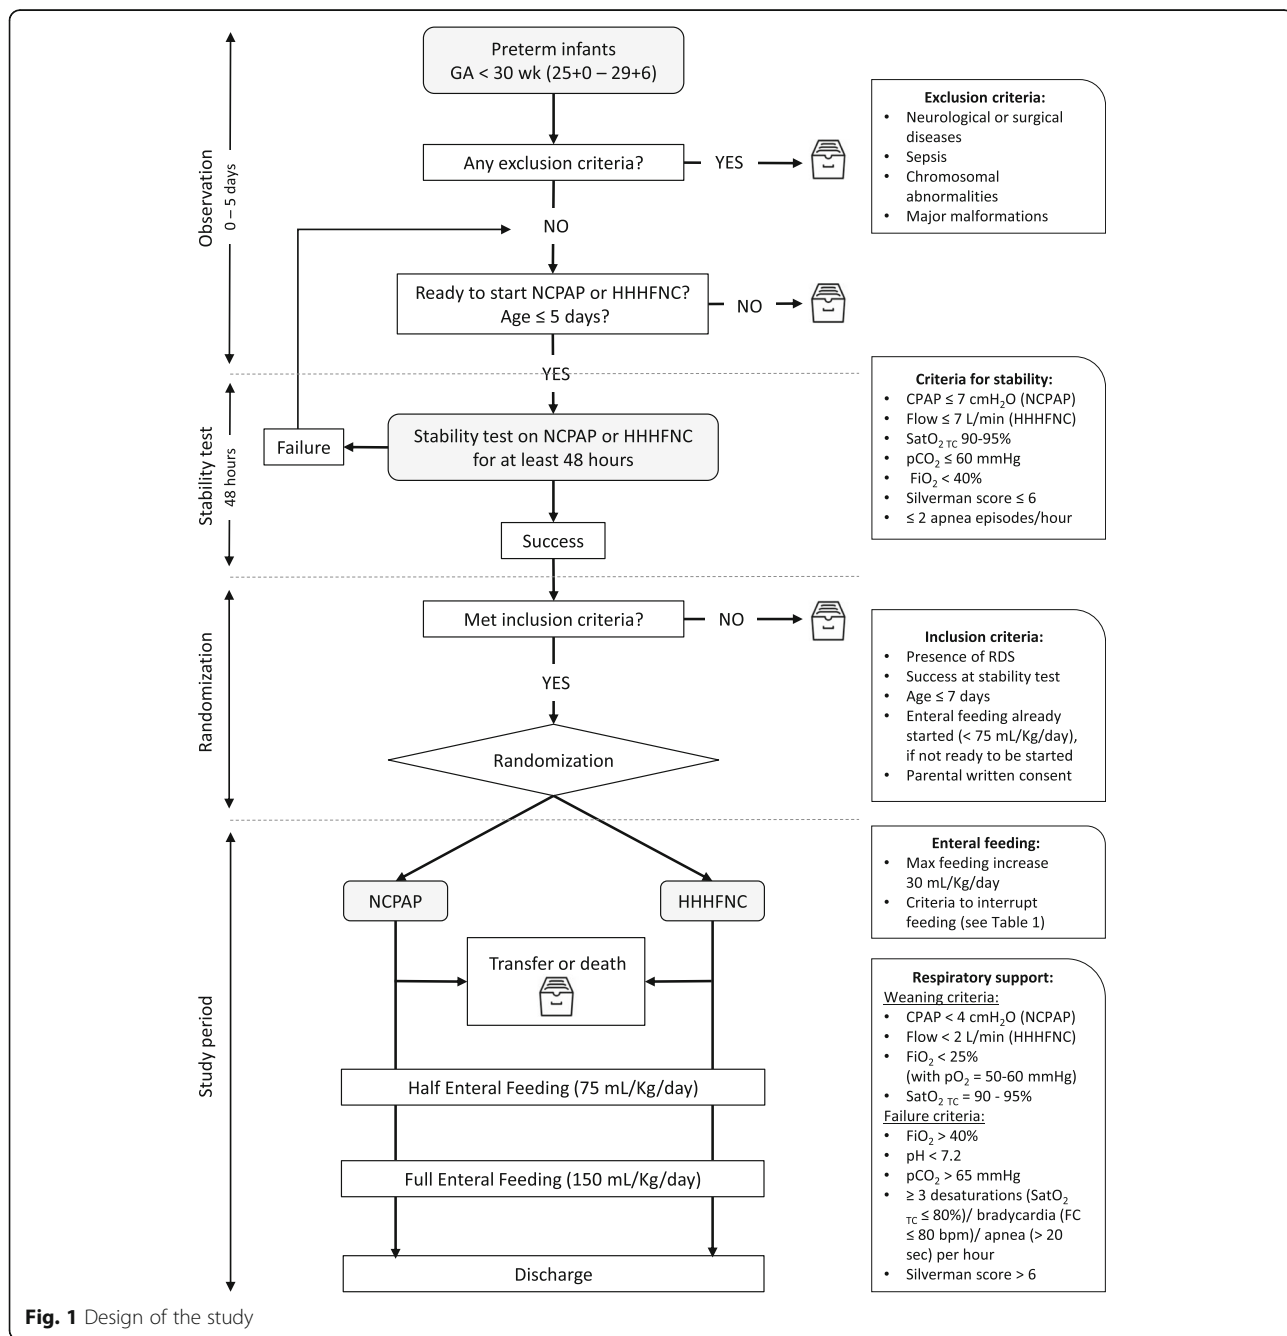 Preterm infants
GA < 30 wk (25+0 – 29+6)
Any exclusion criteria?
YES
NO
Ready to start NCPAP or HHHFNC?
Age ≤ 5 days?
NO
YES
Observation
0 – 5 days
Exclusion criteria:
• Neurological or surgical
diseases
• Sepsis
• Chromosomal
abnormalities
• Major malformations
Stability test
48 hours
Failure
Stability test on NCPAP or HHHFNC
for at least 48 hours
Success
Criteria for stability:
• CPAP ≤ 7 cmH2O (NCPAP)
• Flow ≤ 7 L/min (HHHFNC)
• SatO2 TC 90-95%
• pCO2 ≤ 60 mmHg
• FiO2 < 40%
• Silverman score ≤ 6
• ≤ 2 apnea episodes/hour
Randomization
Met inclusion criteria?
NO
YES
Randomization
Inclusion criteria:
• Presence of RDS
• Success at stability test
• Age ≤ 7 days
• Enteral feeding already
started (< 75 mL/Kg/day),
if not ready to be started
• Parental written consent
Study period
NCPAP
HHHFNC
Transfer or death
Half Enteral Feeding (75 mL/Kg/day)
Full Enteral Feeding (150 mL/Kg/day)
Discharge
Enteral feeding:
• Max feeding increase
30 mL/Kg/day
• Criteria to interrupt
feeding (see Table 1)
Respiratory support:
Weaning criteria:
• CPAP < 4 cmH2O (NCPAP)
• Flow < 2 L/min (HHHFNC)
• FiO2 < 25%
(with pO2 = 50-60 mmHg)
• SatO2 TC = 90 - 95%
Failure criteria:
• FiO2 > 40%
• pH < 7.2
• pCO2 > 65 mmHg
• ≥ 3 desaturations (SatO2
TC ≤ 80%)/ bradycardia (FC
≤ 80 bpm)/ apnea (> 20
sec) per hour
• Silverman score > 6
Fig. 1 Design of the study